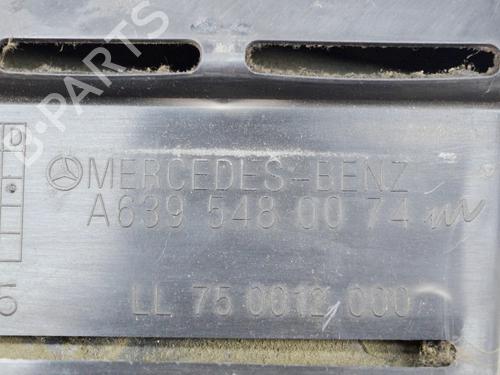 B-PARTS
MERCEDES-BENZ
A639 548 00 74
LL 75 0012 000